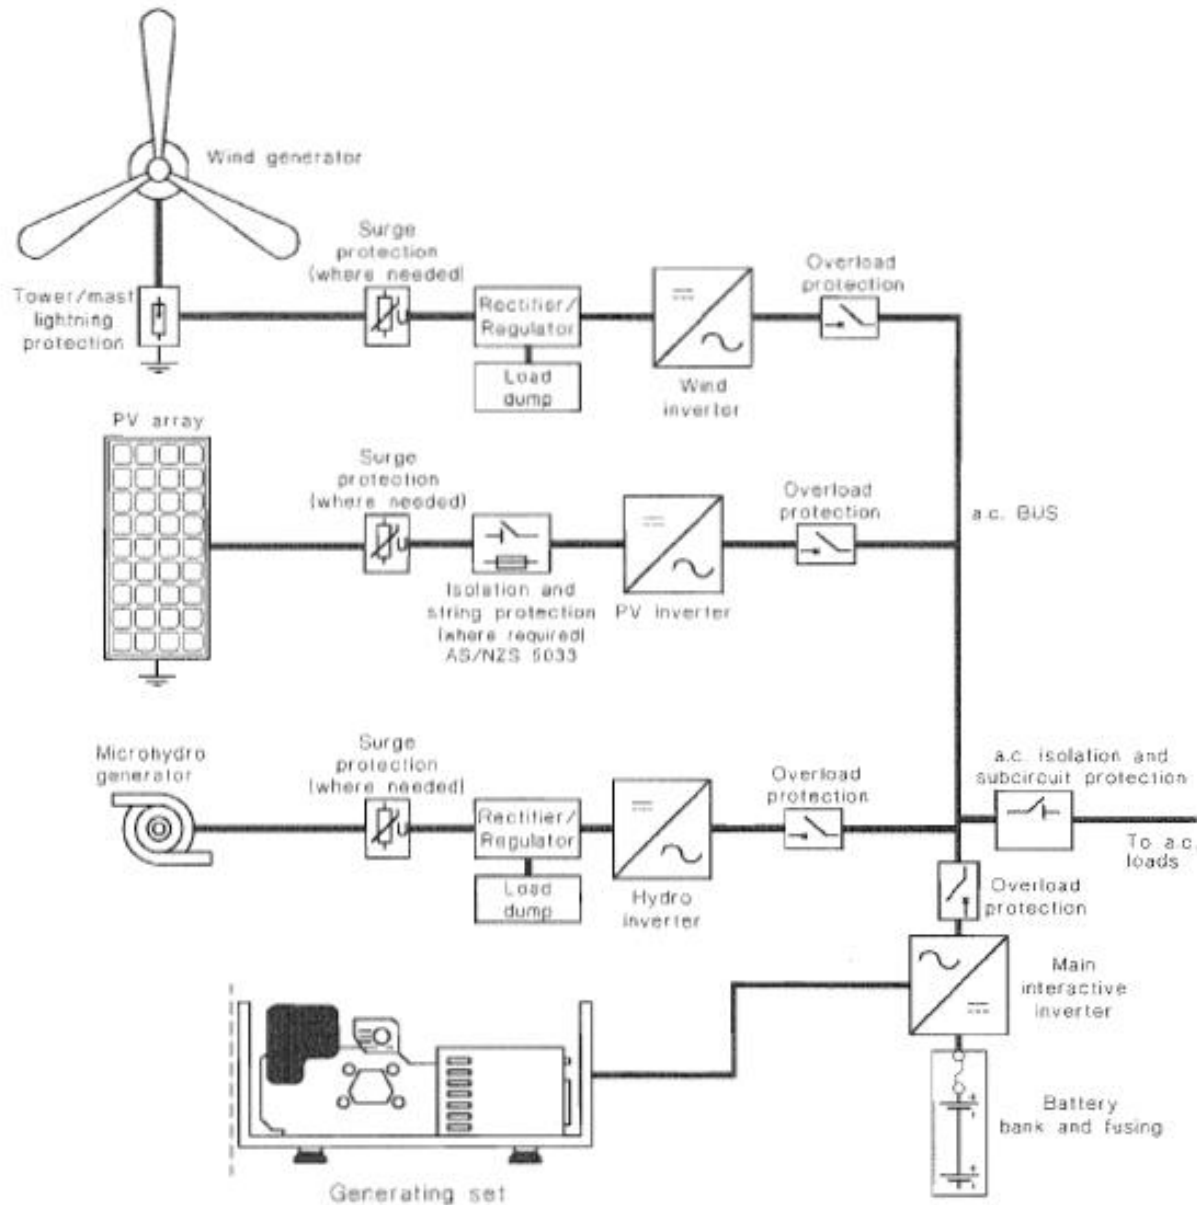 Wind generator
Surge
protection
(where needed)
Overload
protection
Tower/mast
lightning
protection
Rectifier/
Regulator
Load
dump
Wind
inverter
PV array
Surge
protection
(where needed)
Overload
protection
a.c. BUS
Isolation and
string protection
(where required)
AS/NZS 5033
PV inverter
Microhydro
generator
Surge
protection
(where needed)
Overload
protection
a.c. isolation and
subcircuit protection
Rectifier/
Regulator
Load
dump
Hydro
inverter
To a.c.
loads
Overload
protection
Main
interactive
inverter
Battery
bank and fusing
Generating set